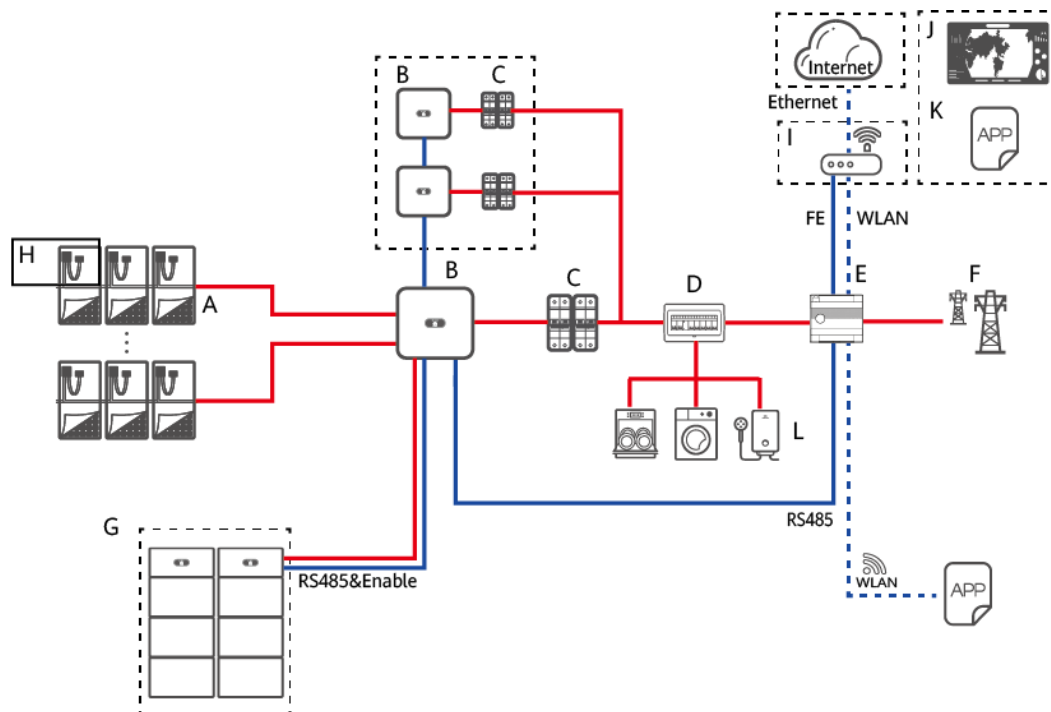 J
Internet
B
C
Ethernet
K
APP
I
FE
WLAN
H
B
A
C
D
E
F
L
RS485
G
RS485&Enable
WLAN
APP